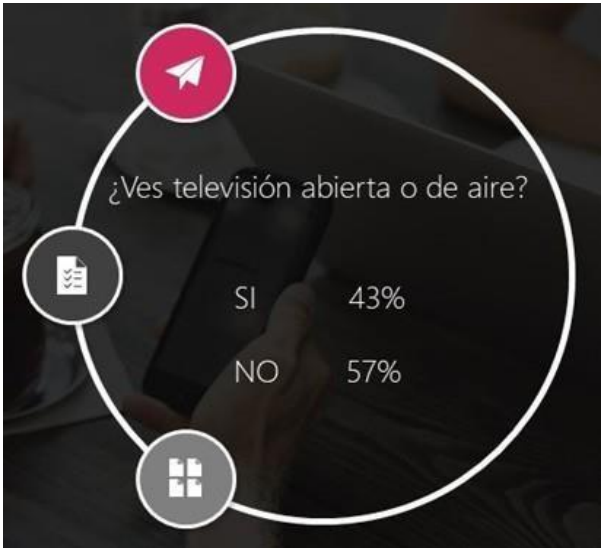 ¿Ves televisión abierta o de aire?
SI 43%
NO 57%